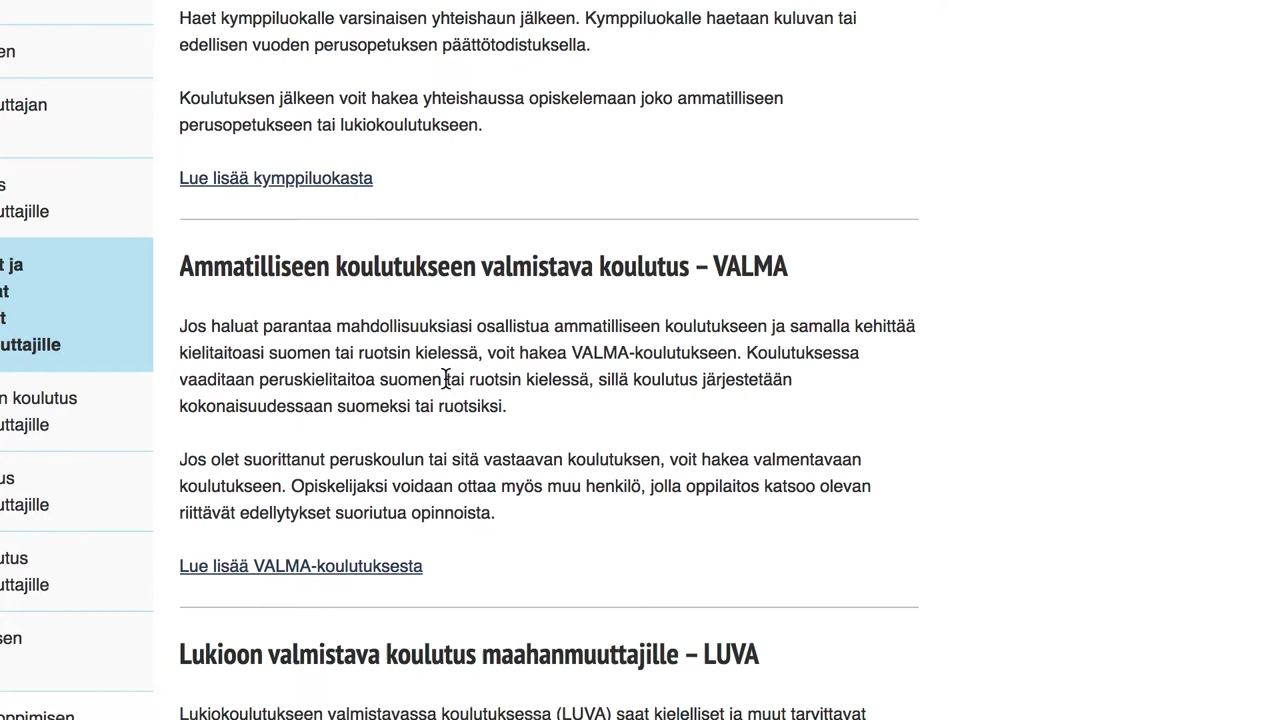 en
uttajan
s
uttajille
t ja
at
t
uttajille
n koulutus
uttajille
us
uttajille
utus
uttajille
sen
oppimisen
Haet kymppiluokalle varsinaisen yhteishaun jälkeen. Kymppiluokalle haetaan kuluvan tai
edellisen vuoden perusopetuksen päättötodistuksella.
Koulutuksen jälkeen voit hakea yhteishaussa opiskelemaan joko ammatilliseen
perusopetukseen tai lukiokoulutukseen.
Lue lisää kymppiluokasta
Ammatilliseen koulutukseen valmistava koulutus – VALMA
Jos haluat parantaa mahdollisuuksiasi osallistua ammatilliseen koulutukseen ja samalla kehittää
kielitaitoasi suomen tai ruotsin kielessä, voit hakea VALMA-koulutukseen. Koulutuksessa
vaaditaan peruskielitaitoa suomen tai ruotsin kielessä, sillä koulutus järjestetään
kokonaisuudessaan suomeksi tai ruotsiksi.
Jos olet suorittanut peruskoulun tai sitä vastaavan koulutuksen, voit hakea valmentavaan
koulutukseen. Opiskelijaksi voidaan ottaa myös muu henkilö, jolla oppilaitos katsoo olevan
riittävät edellytykset suoriutua opinnoista.
Lue lisää VALMA-koulutuksesta
Lukioon valmistava koulutus maahanmuuttajille – LUVA
Lukiokoulutukseen valmistavassa koulutuksessa (LUVA) saat kielelliset ja muut tarvittavat